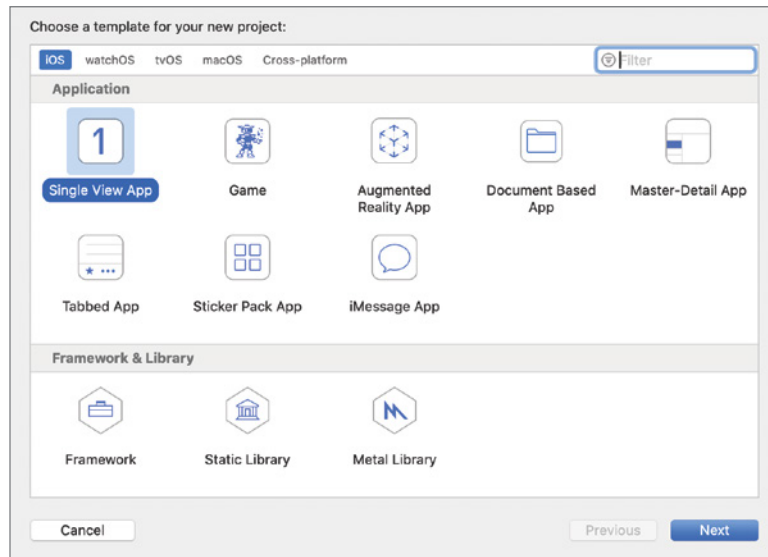 Choose a template for your new project:
iOS watchOS tvOS macOS Cross-platform Filter
Application
1
Single View App Game Augmented Reality App Document Based App Master-Detail App
Tabbed App Sticker Pack App iMessage App
Framework & Library
Framework Static Library Metal Library
Cancel Previous Next